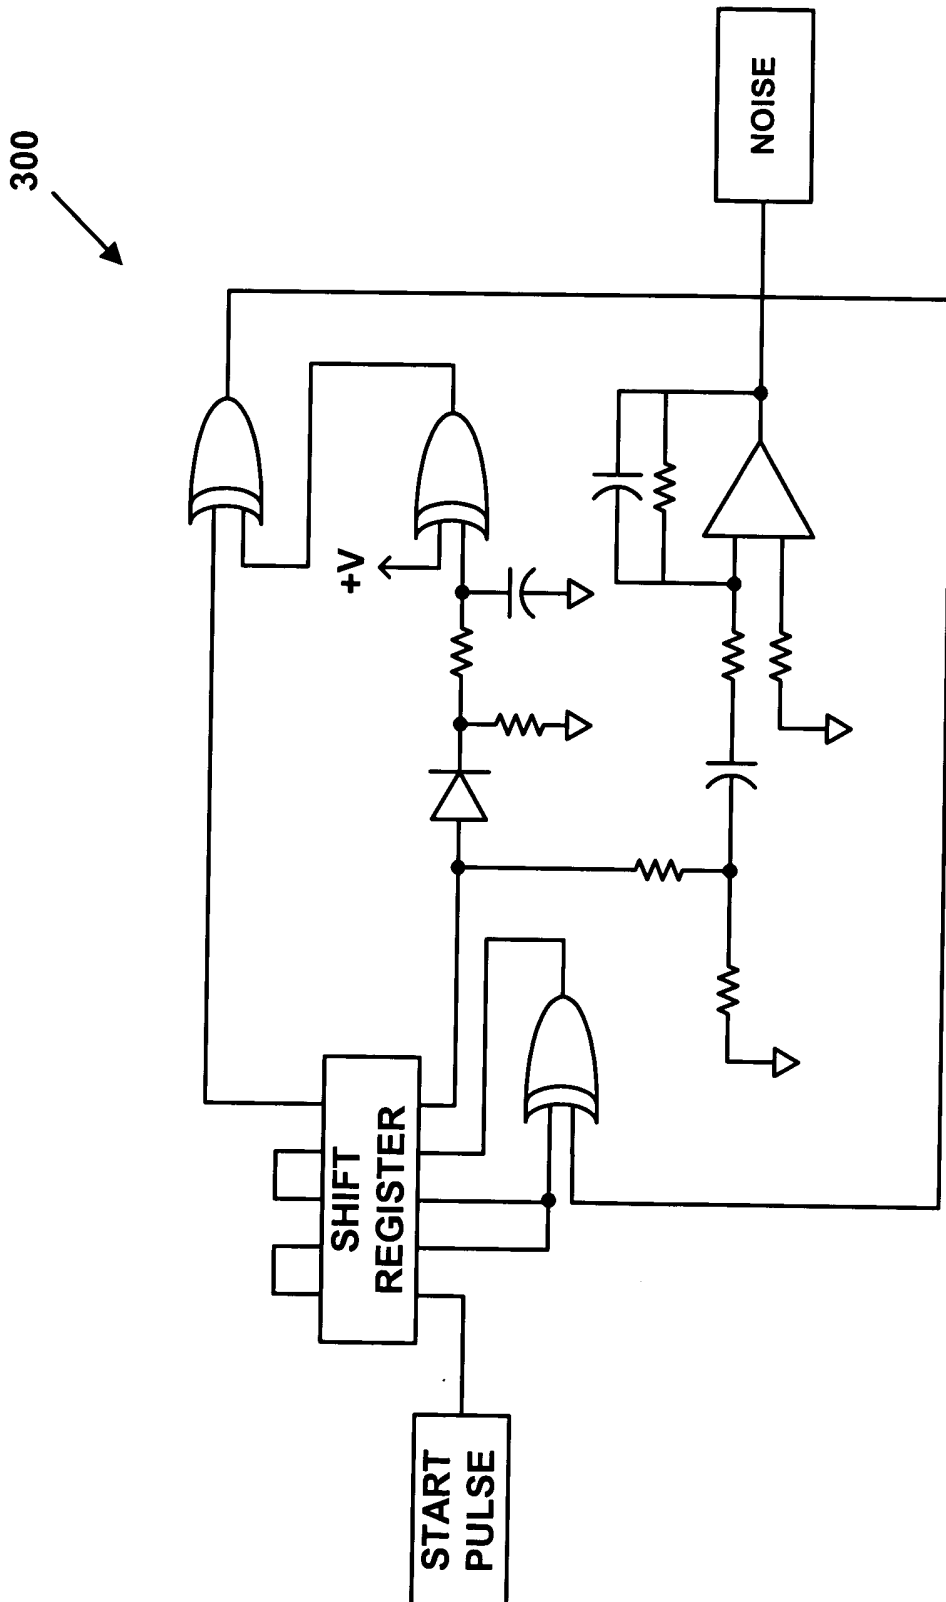 300
NOISE
+V
SHIFT
REGISTER
START
PULSE